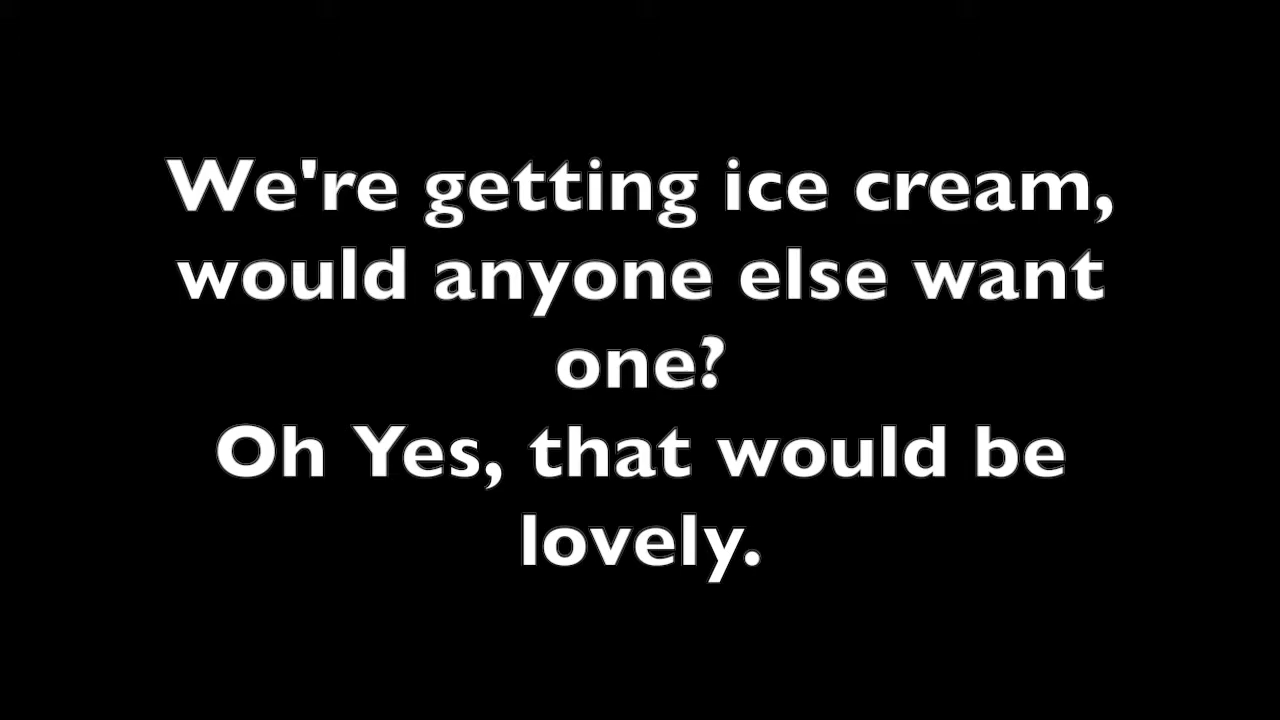 We're getting ice cream,
would anyone else want
one?
Oh Yes, that would be
lovely.